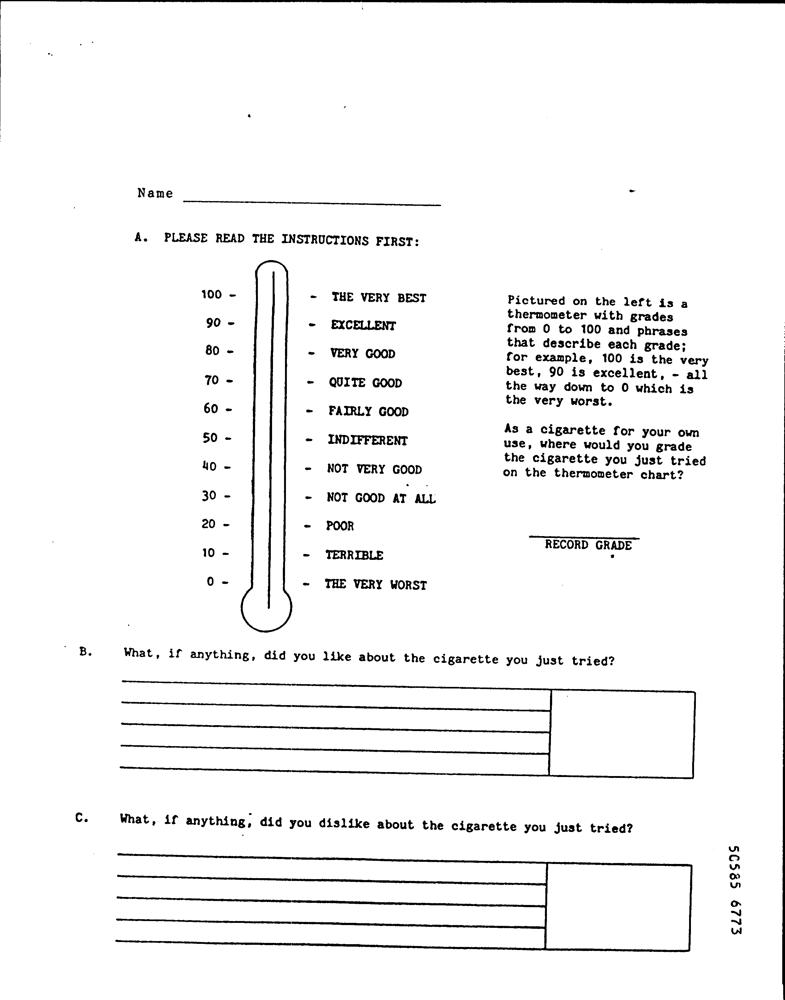 Name
A. PLEASE READ THE INSTRUCTIONS FIRST:
100 - - THE VERY BEST
90 - - EXCELLENT
80 - - VERY GOOD
70 - - QUITE GOOD
60 - - FAIRLY GOOD
50 - - INDIFFERENT
40 - - NOT VERY GOOD
30 - - NOT GOOD AT ALL
20 - - POOR
10 - - TERRIBLE
0 - - THE VERY WORST
Pictured on the left is a
thermometer with grades
from 0 to 100 and phrases
that describe each grade;
for example, 100 is the very
best, 90 is excellent, - all
the way down to 0 which is
the very worst.
As a cigarette for your own
use, where would you grade
the cigarette you just tried
on the thermometer chart?
RECORD GRADE
B. What, if anything, did you like about the cigarette you just tried?
C. What, if anything, did you dislike about the cigarette you just tried?
50585 6773